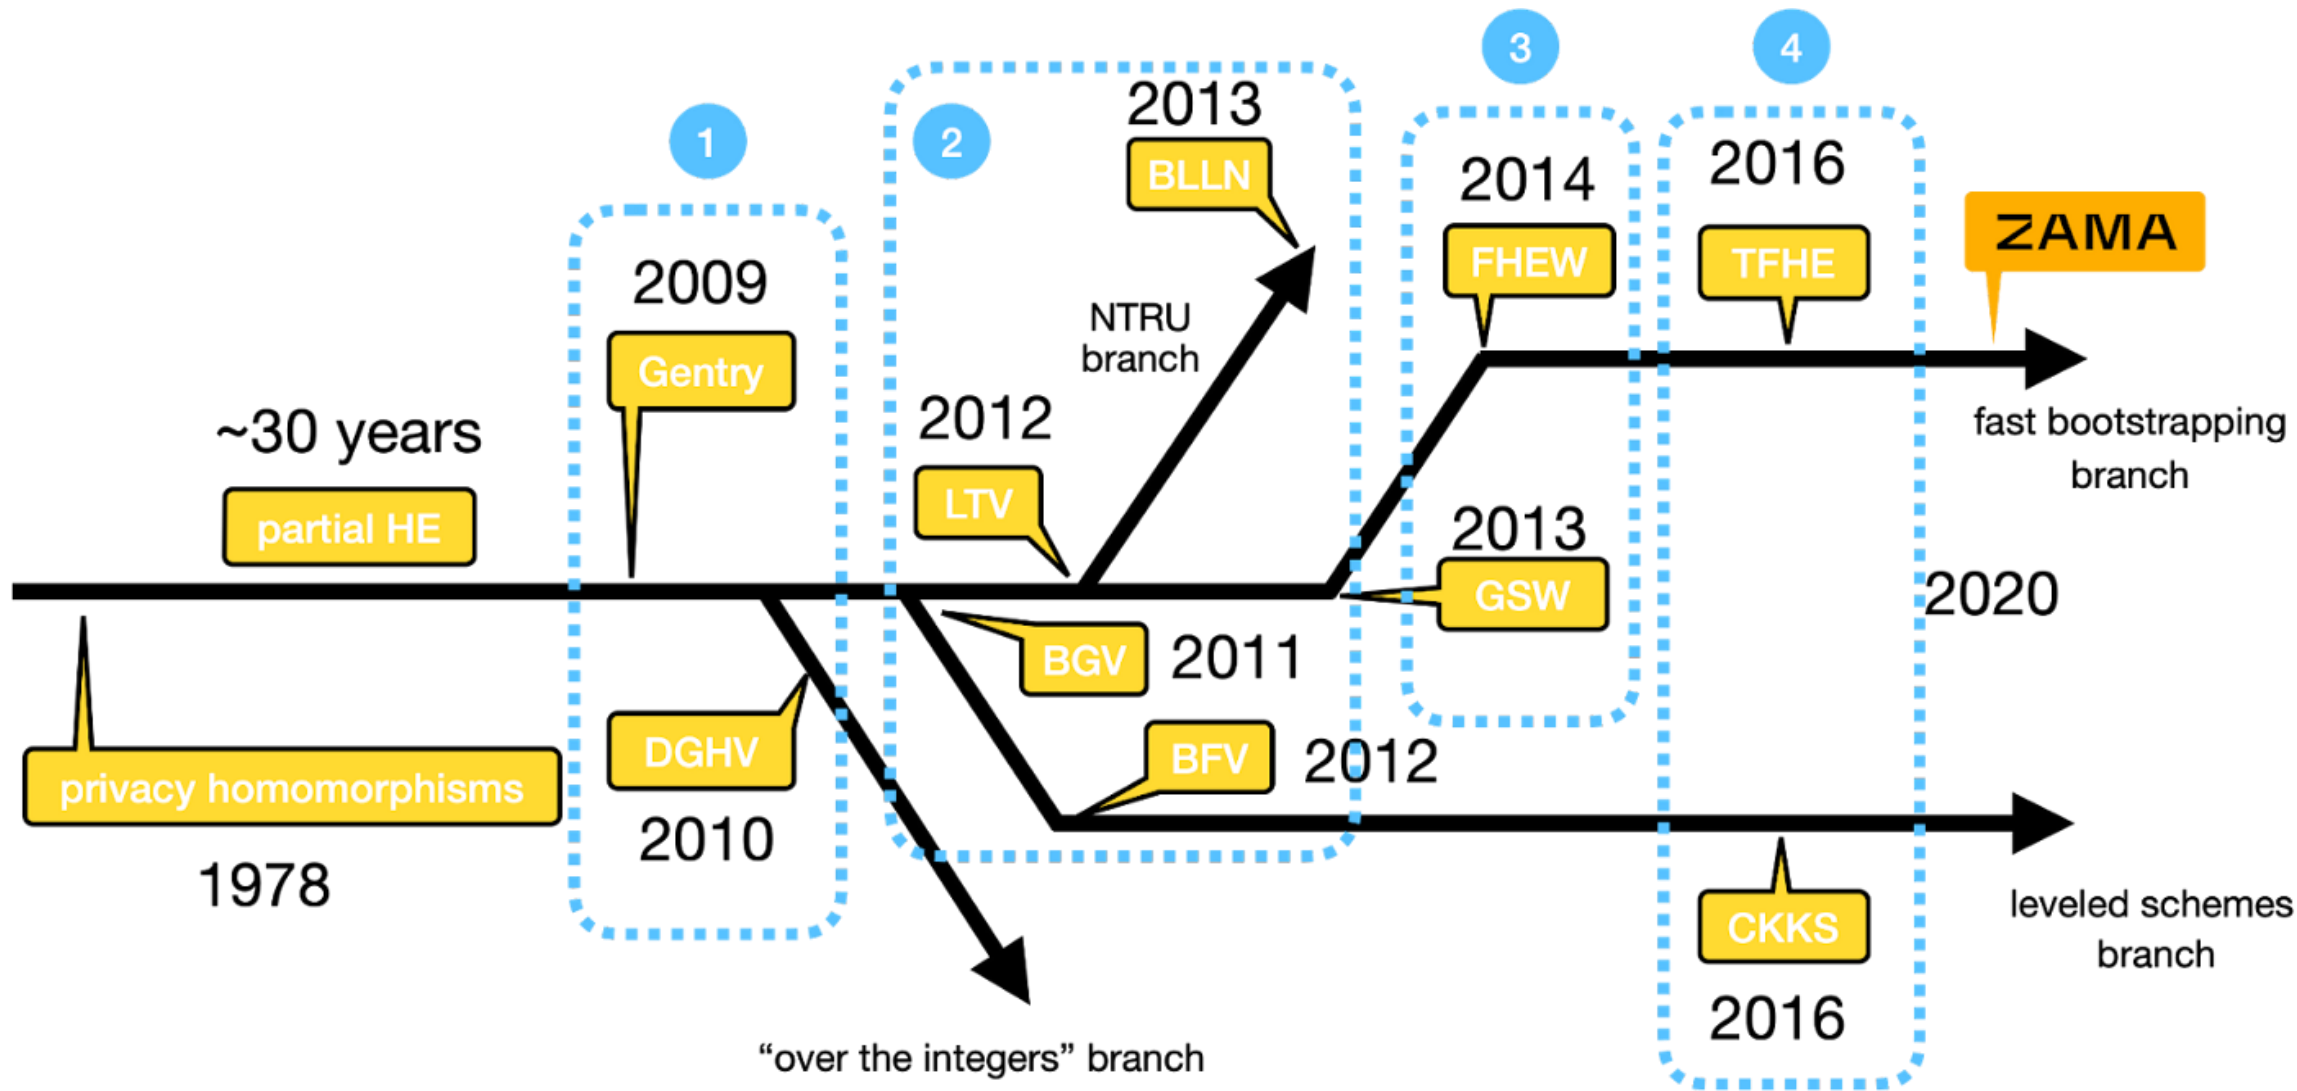 ~30 years
partial HE
privacy homomorphisms
1978
1
2009
Gentry
DGHV
2010
“over the integers” branch
2
2013
BLLN
NTRU
branch
2012
LTV
BGV
2011
BFV
2012
3
2014
FHEW
2013
GSW
4
2016
TFHE
ZAMA
fast bootstrapping
branch
2020
CKKS
2016
leveled schemes
branch